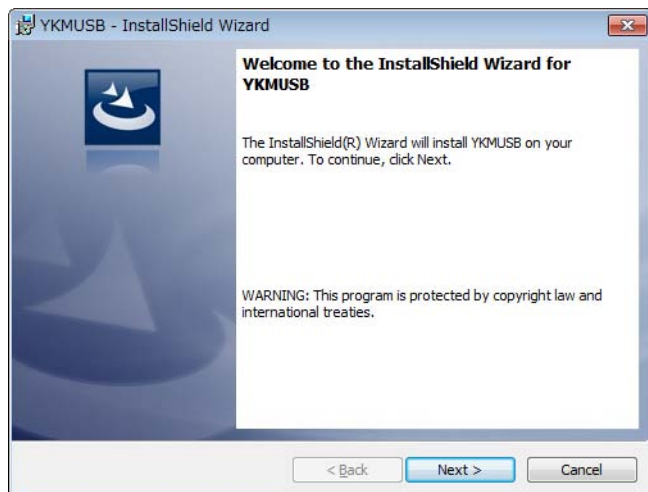 YKMUSB - InstallShield Wizard
Welcome to the InstallShield Wizard for
YKMUSB
The InstallShield(R) Wizard will install YKMUSB on your
computer. To continue, click Next.
WARNING: This program is protected by copyright law and
international treaties.
< Back
Next >
Cancel